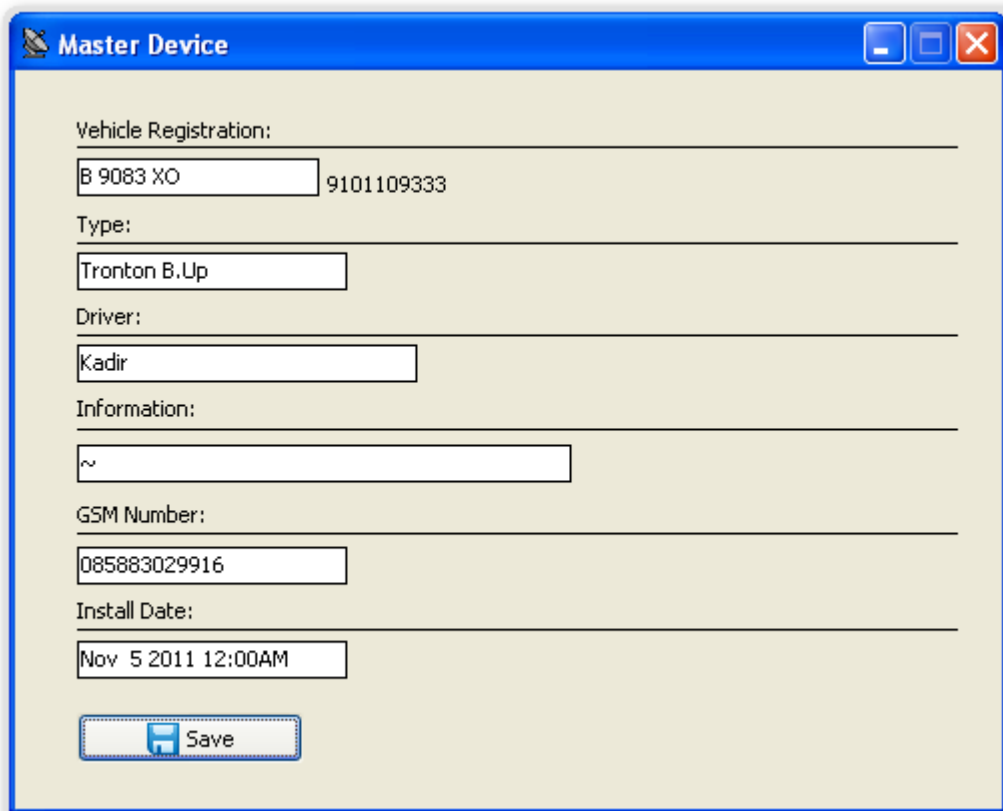 Master Device
Vehicle Registration:
B 9083 XO 9101109333
Type:
Tronton B.Up
Driver:
Kadir
Information:
~
GSM Number:
085883029916
Install Date:
Nov  5 2011 12:00AM
Save